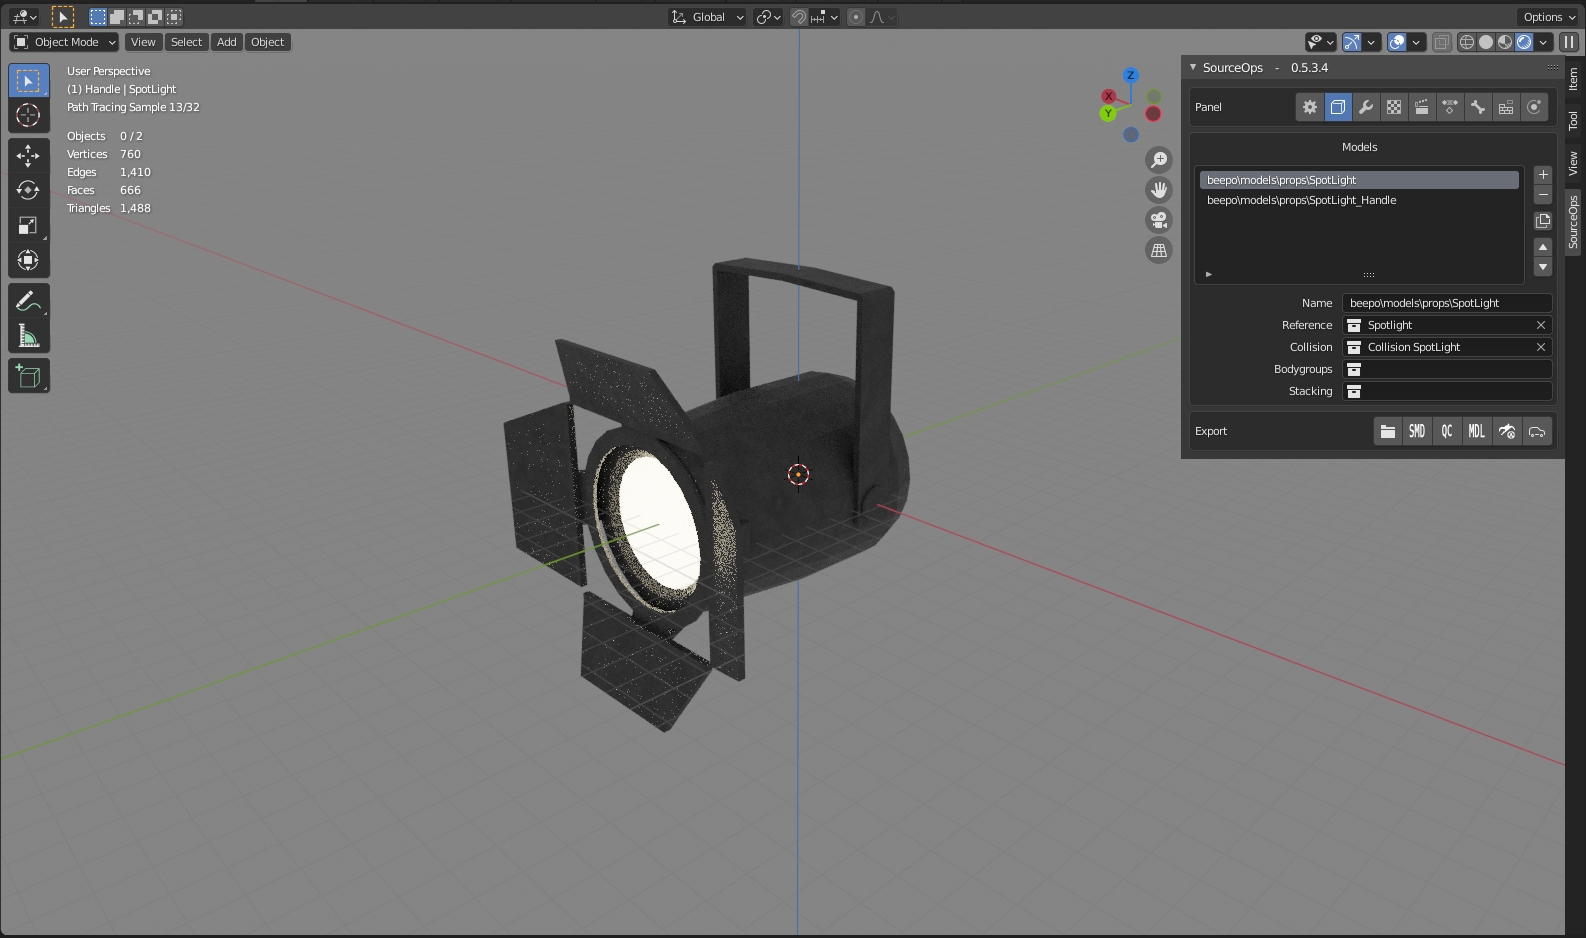 Global
Options
Object Mode
View
Select
Add
Object
User Perspective
(1) Handle | SpotLight
Path Tracing Sample 13/32
Objects 0 / 2
Vertices 760
Edges 1,410
Faces 666
Triangles 1,488
Z
X
Y
SourceOps - 0.5.3.4
Panel
Models
beepo\models\props\SpotLight
beepo\models\props\SpotLight_Handle
Name beepo\models\props\SpotLight
Reference Spotlight
Collision Collision SpotLight
Bodygroups
Stacking
Export SMD QC MDL
Item
Tool
View
SourceOps